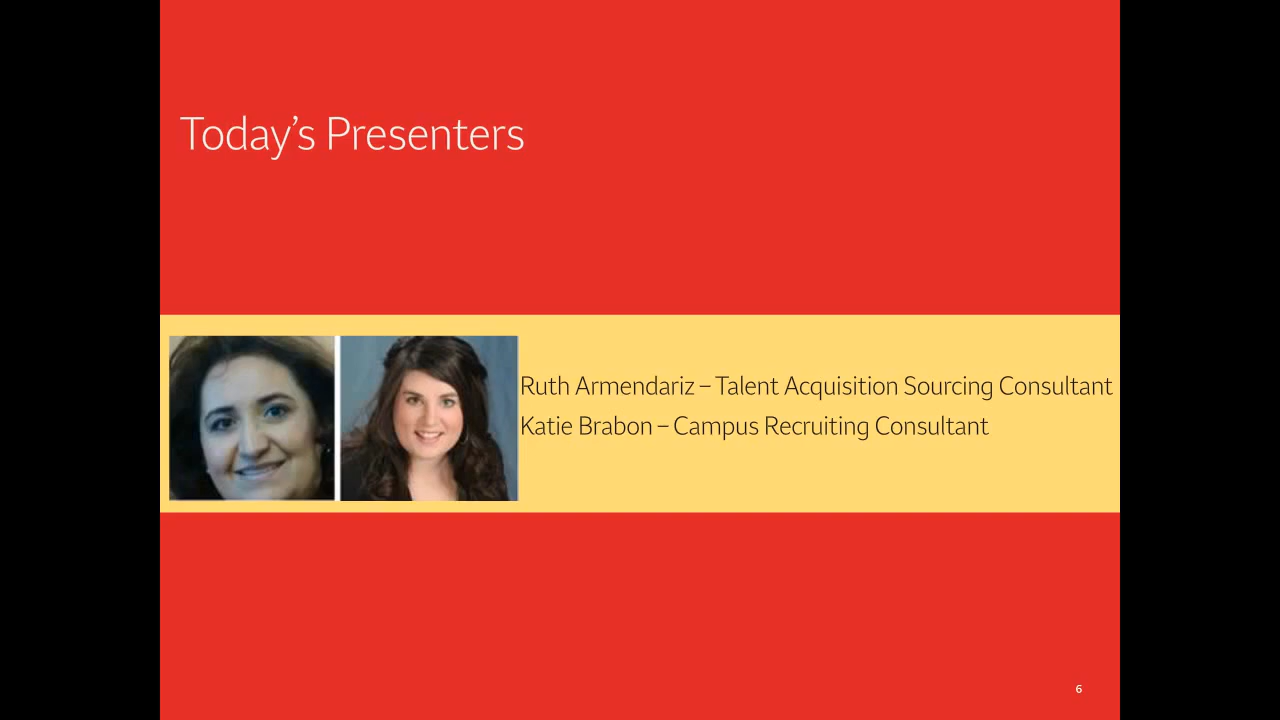 Today’s Presenters
Ruth Armendariz – Talent Acquisition Sourcing Consultant
Katie Brabon – Campus Recruiting Consultant
6